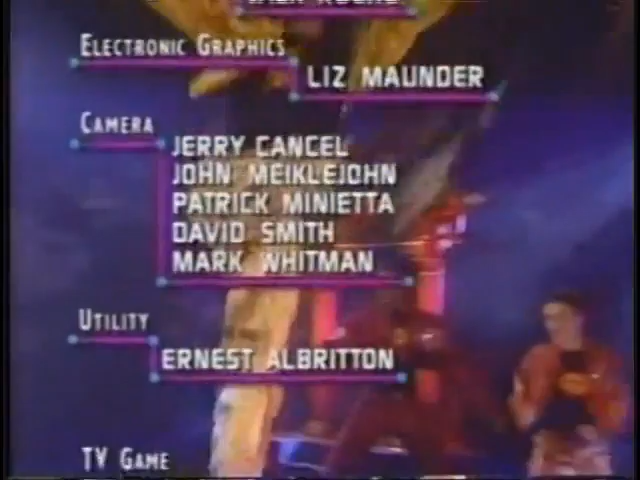 Electronic Graphics
LIZ MAUNDER
Camera
JERRY CANCEL
JOHN MEIKLEJOHN
PATRICK MINIETTA
DAVID SMITH
MARK WHITMAN
Utility
ERNEST ALBRITTON
TV Game